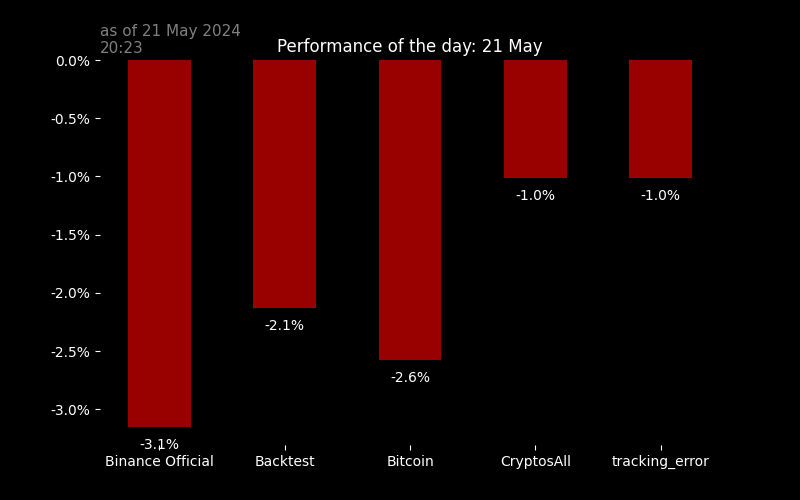 as of 21 May 2024
20:23
Performance of the day: 21 May
0.0%
-0.5%
-1.0%
-1.5%
-2.0%
-2.5%
-3.0%
-3.1%
-2.1%
-2.6%
-1.0%
-1.0%
Binance Official
Backtest
Bitcoin
CryptosAll
tracking_error